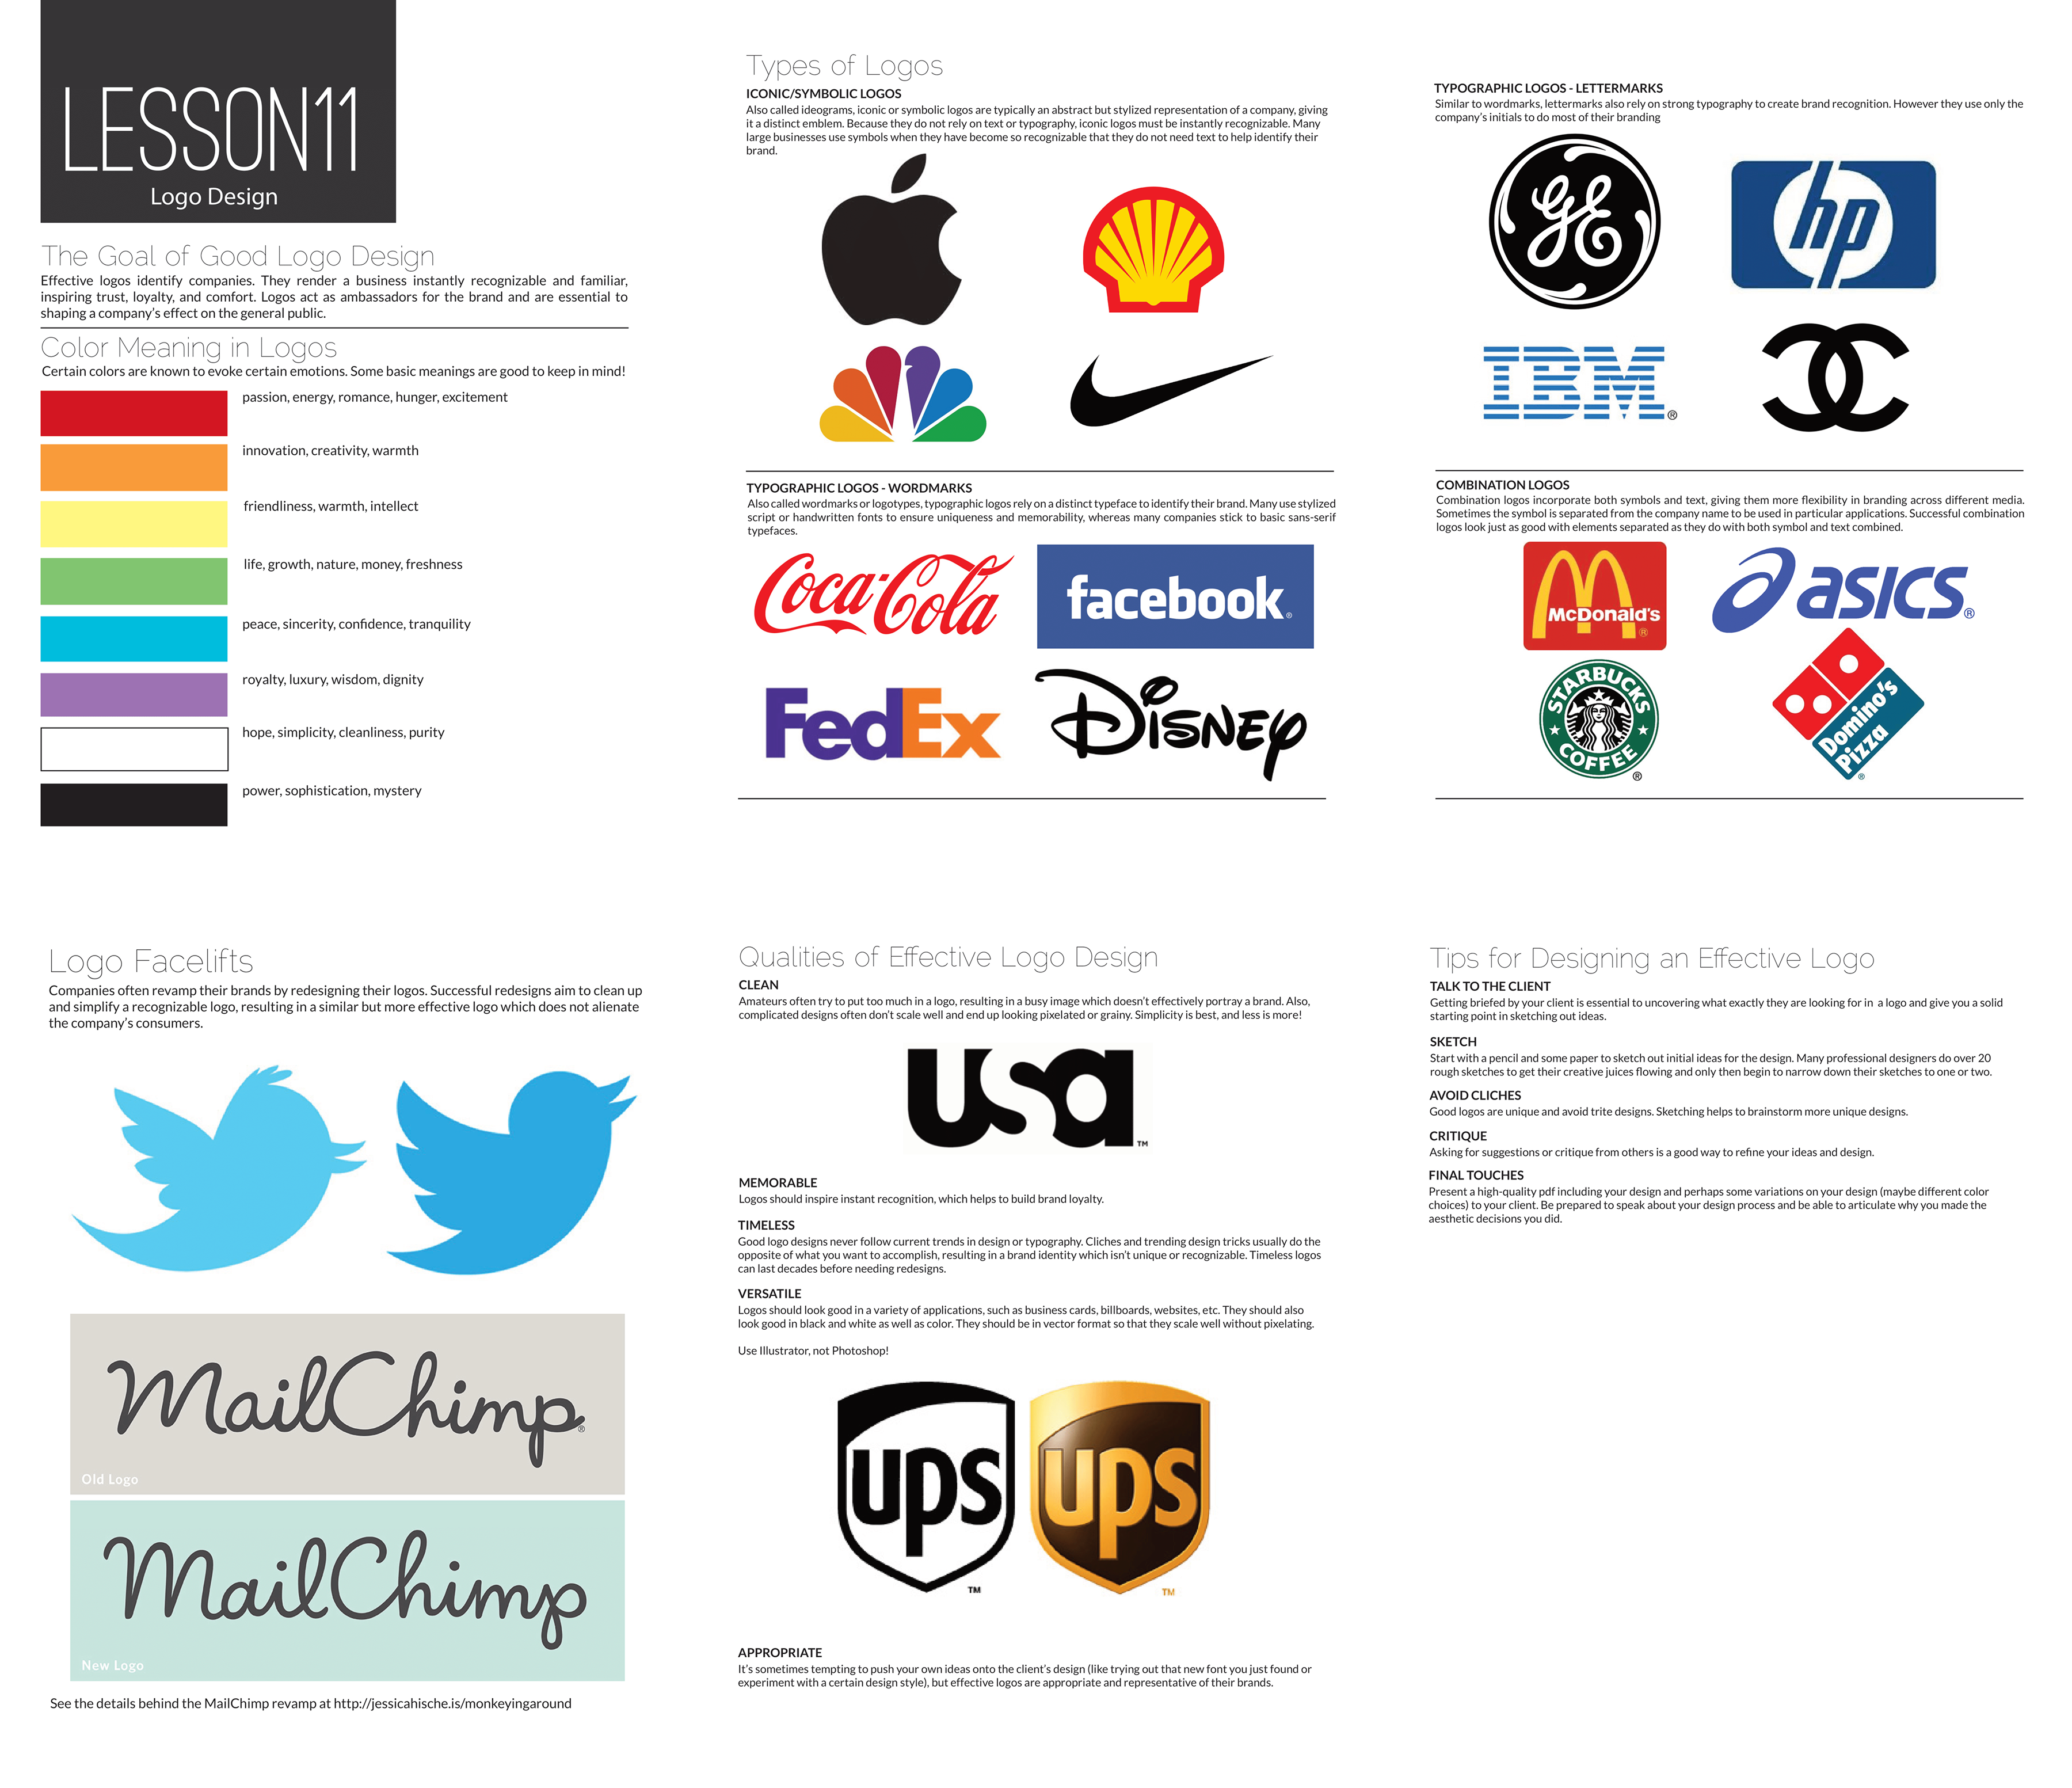 LESSON11
Logo Design
The Goal of Good Logo Design
Effective logos identify companies. They render a business instantly recognizable and familiar,
inspiring trust, loyalty, and comfort. Logos act as ambassadors for the brand and are essential to
shaping a company's effect on the general public.
Color Meaning in Logos
Certain colors are known to evoke certain emotions. Some basic meanings are good to keep in mind!
passion, energy, romance, hunger, excitement
innovation, creativity, warmth
friendliness, warmth, intellect
life, growth, nature, money, freshness
peace, sincerity, confidence, tranquility
royalty, luxury, wisdom, dignity
hope, simplicity, cleanliness, purity
power, sophistication, mystery
Types of Logos
ICONIC/SYMBOLIC LOGOS
Also called ideograms, iconic or symbolic logos are typically an abstract but stylized representation of a company, giving
it a distinct emblem. Because they do not rely on text or typography, iconic logos must be instantly recognizable. Many
large businesses use symbols when they have become so recognizable that they do not need text to help identify their
brand.
TYPOGRAPHIC LOGOS - WORDMARKS
Also called wordmarks or logotypes, typographic logos rely on a distinct typeface to identify their brand. Many use stylized
script or handwritten fonts to ensure uniqueness and memorability, whereas many companies stick to basic sans-serif
typefaces.
Coca-Cola
facebook®
FedEx
Disney
TYPOGRAPHIC LOGOS - LETTERMARKS
Similar to wordmarks, lettermarks also rely on strong typography to create brand recognition. However they use only the
company's initials to do most of their branding
GE
hp
IBM®
COMBINATION LOGOS
Combination logos incorporate both symbols and text, giving them more flexibility in branding across different media.
Sometimes the symbol is separated from the company name to be used in particular applications. Successful combination
logos look just as good with elements separated as they do with both symbol and text combined.
McDonald's
®
asics®
STARBUCKS
COFFEE
®
Domino's
Pizza
®
Logo Facelifts
Companies often revamp their brands by redesigning their logos. Successful redesigns aim to clean up
and simplify a recognizable logo, resulting in a similar but more effective logo which does not alienate
the company's consumers.
MailChimp®
Old Logo
MailChimp
New Logo
See the details behind the MailChimp revamp at http://jessicahische.is/monkeyingaround
Qualities of Effective Logo Design
CLEAN
Amateurs often try to put too much in a logo, resulting in a busy image which doesn't effectively portray a brand. Also,
complicated designs often don't scale well and end up looking pixelated or grainy. Simplicity is best, and less is more!
usa™
MEMORABLE
Logos should inspire instant recognition, which helps to build brand loyalty.
TIMELESS
Good logo designs never follow current trends in design or typography. Cliches and trending design tricks usually do the
opposite of what you want to accomplish, resulting in a brand identity which isn't unique or recognizable. Timeless logos
can last decades before needing redesigns.
VERSATILE
Logos should look good in a variety of applications, such as business cards, billboards, websites, etc. They should also
look good in black and white as well as color. They should be in vector format so that they scale well without pixelating.
Use Illustrator, not Photoshop!
ups
™
ups
™
APPROPRIATE
It's sometimes tempting to push your own ideas onto the client's design (like trying out that new font you just found or
experiment with a certain design style), but effective logos are appropriate and representative of their brands.
Tips for Designing an Effective Logo
TALK TO THE CLIENT
Getting briefed by your client is essential to uncovering what exactly they are looking for in a logo and give you a solid
starting point in sketching out ideas.
SKETCH
Start with a pencil and some paper to sketch out initial ideas for the design. Many professional designers do over 20
rough sketches to get their creative juices flowing and only then begin to narrow down their sketches to one or two.
AVOID CLICHES
Good logos are unique and avoid trite designs. Sketching helps to brainstorm more unique designs.
CRITIQUE
Asking for suggestions or critique from others is a good way to refine your ideas and design.
FINAL TOUCHES
Present a high-quality pdf including your design and perhaps some variations on your design (maybe different color
choices) to your client. Be prepared to speak about your design process and be able to articulate why you made the
aesthetic decisions you did.